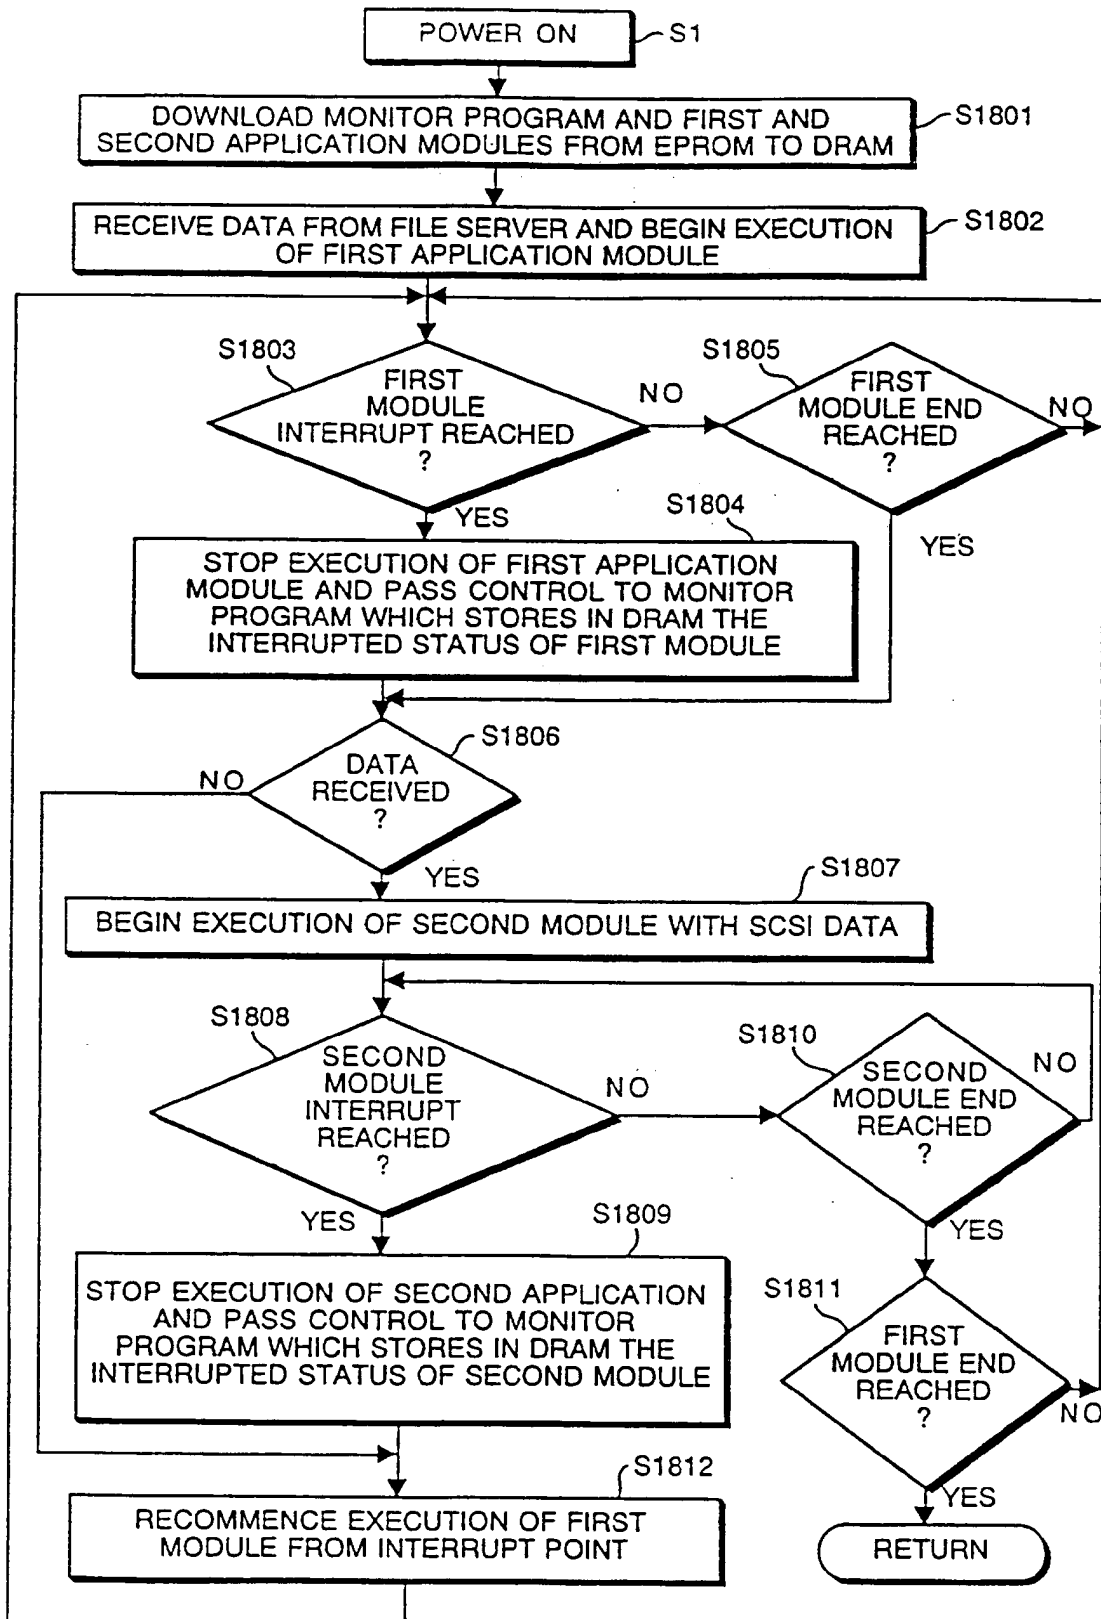 POWER ON
S1
DOWNLOAD MONITOR PROGRAM AND FIRST AND
SECOND APPLICATION MODULES FROM EPROM TO DRAM
S1801
RECEIVE DATA FROM FILE SERVER AND BEGIN EXECUTION
OF FIRST APPLICATION MODULE
S1802
S1803
FIRST
MODULE
INTERRUPT REACHED
?
NO
YES
S1805
FIRST
MODULE END
REACHED
?
NO
YES
S1804
STOP EXECUTION OF FIRST APPLICATION
MODULE AND PASS CONTROL TO MONITOR
PROGRAM WHICH STORES IN DRAM THE
INTERRUPTED STATUS OF FIRST MODULE
S1806
DATA
RECEIVED
?
NO
YES
S1807
BEGIN EXECUTION OF SECOND MODULE WITH SCSI DATA
S1808
SECOND
MODULE
INTERRUPT
REACHED
?
NO
YES
S1810
SECOND
MODULE END
REACHED
?
NO
YES
S1809
STOP EXECUTION OF SECOND APPLICATION
AND PASS CONTROL TO MONITOR
PROGRAM WHICH STORES IN DRAM THE
INTERRUPTED STATUS OF SECOND MODULE
S1811
FIRST
MODULE END
REACHED
?
NO
YES
S1812
RECOMMENCE EXECUTION OF FIRST
MODULE FROM INTERRUPT POINT
RETURN